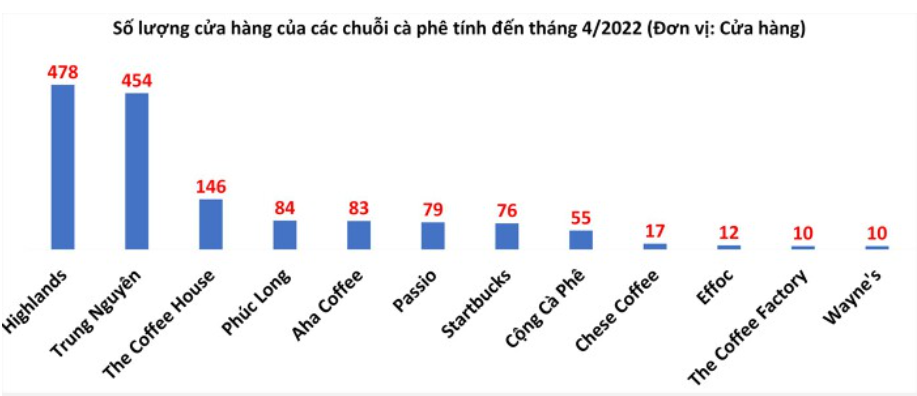 Số lượng cửa hàng của các chuỗi cà phê tính đến tháng 4/2022 (Đơn vị: Cửa hàng)
478
454
146
84
83
79
76
55
17
12
10
10
Highlands
Trung Nguyên
The Coffee House
Phúc Long
Aha Coffee
Passio
Startbucks
Cộng Cà Phê
Chese Coffee
Effoc
The Coffee Factory
Wayne's